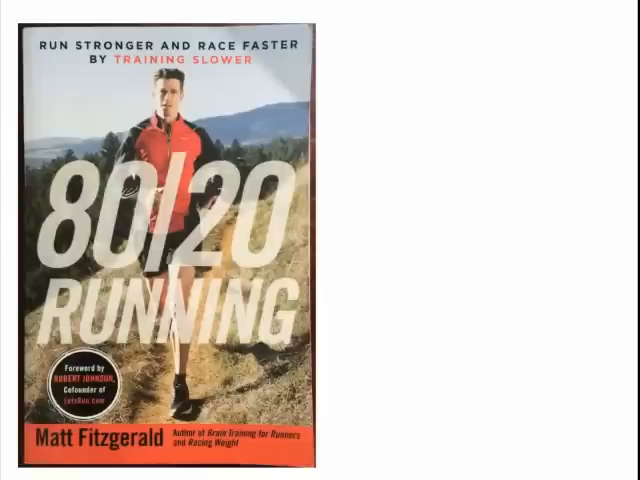 RUN STRONGER AND RACE FASTER
BY TRAINING SLOWER
80/20
RUNNING
Foreword by
ROBERT JOHNSON,
Cofounder of
LetsRun.com
Matt Fitzgerald
Author of Brain Training for Runners
and Racing Weight